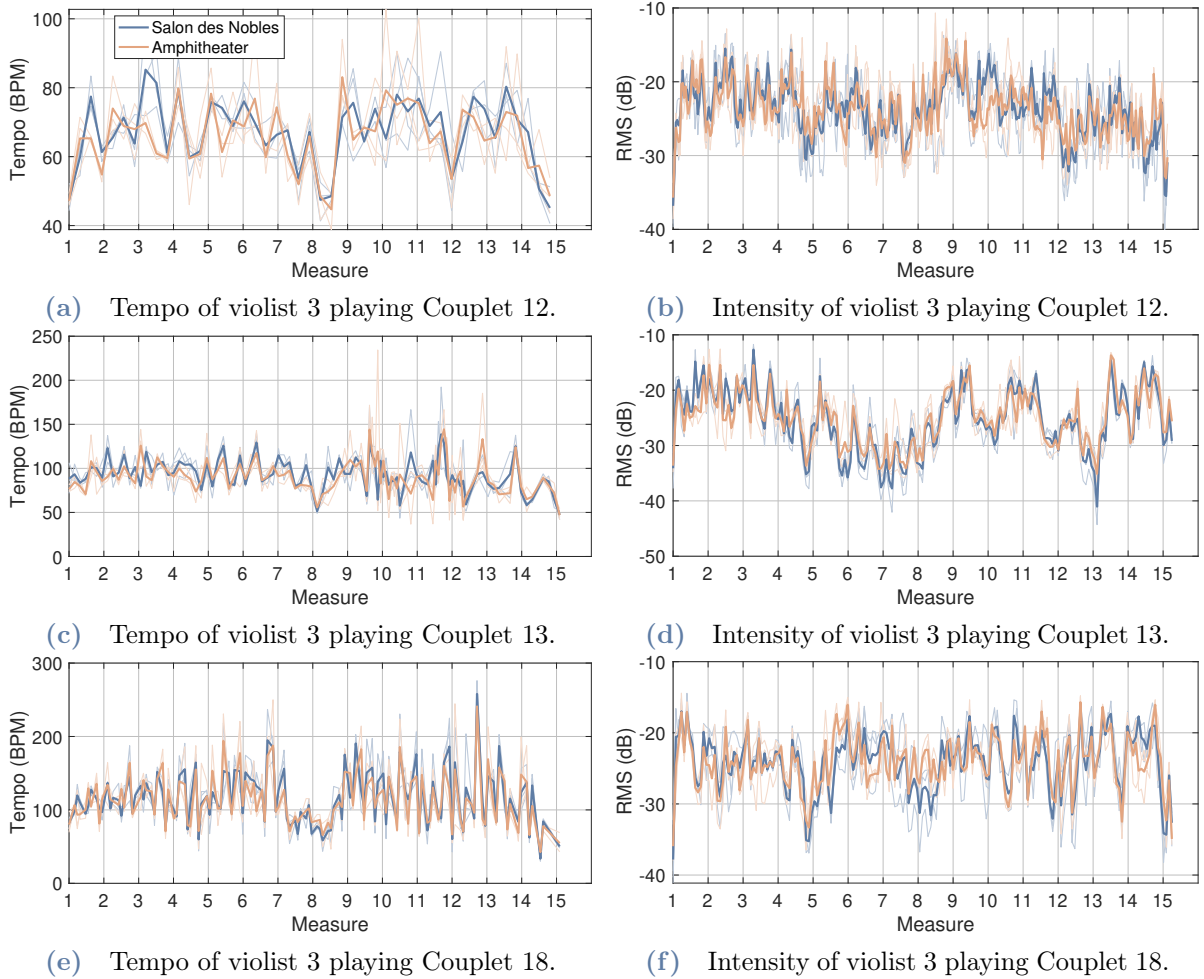 100
80
60
40
Tempo (BPM)
Salon des Nobles
Amphitheater
1 2 3 4 5 6 7 8 9 10 11 12 13 14 15
Measure
(a) Tempo of violist 3 playing Couplet 12.
-10
-20
-30
-40
RMS (dB)
1 2 3 4 5 6 7 8 9 10 11 12 13 14 15
Measure
(b) Intensity of violist 3 playing Couplet 12.
250
200
150
100
50
0
Tempo (BPM)
1 2 3 4 5 6 7 8 9 10 11 12 13 14 15
Measure
(c) Tempo of violist 3 playing Couplet 13.
-10
-20
-30
-40
-50
RMS (dB)
1 2 3 4 5 6 7 8 9 10 11 12 13 14 15
Measure
(d) Intensity of violist 3 playing Couplet 13.
300
200
100
0
Tempo (BPM)
1 2 3 4 5 6 7 8 9 10 11 12 13 14 15
Measure
(e) Tempo of violist 3 playing Couplet 18.
-10
-20
-30
-40
RMS (dB)
1 2 3 4 5 6 7 8 9 10 11 12 13 14 15
Measure
(f) Intensity of violist 3 playing Couplet 18.